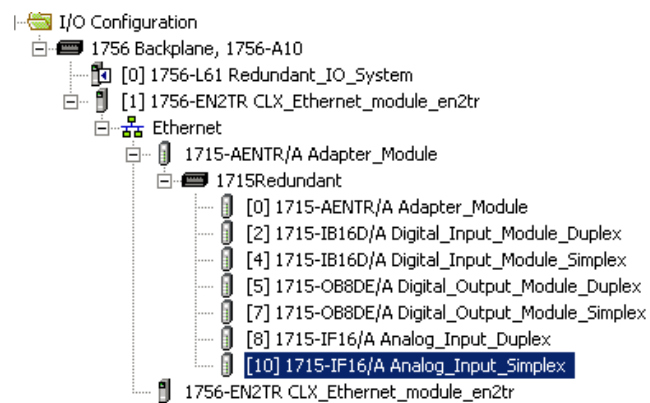 I/O Configuration
1756 Backplane, 1756-A10
[0] 1756-L61 Redundant_IO_System
[1] 1756-EN2TR CLX_Ethernet_module_en2tr
Ethernet
1715-AENTR/A Adapter_Module
1715Redundant
[0] 1715-AENTR/A Adapter_Module
[2] 1715-IB16D/A Digital_Input_Module_Duplex
[4] 1715-IB16D/A Digital_Input_Module_Simplex
[5] 1715-OB8DE/A Digital_Output_Module_Duplex
[7] 1715-OB8DE/A Digital_Output_Module_Simplex
[8] 1715-IF16/A Analog_Input_Duplex
[10] 1715-IF16/A Analog_Input_Simplex
1756-EN2TR CLX_Ethernet_module_en2tr